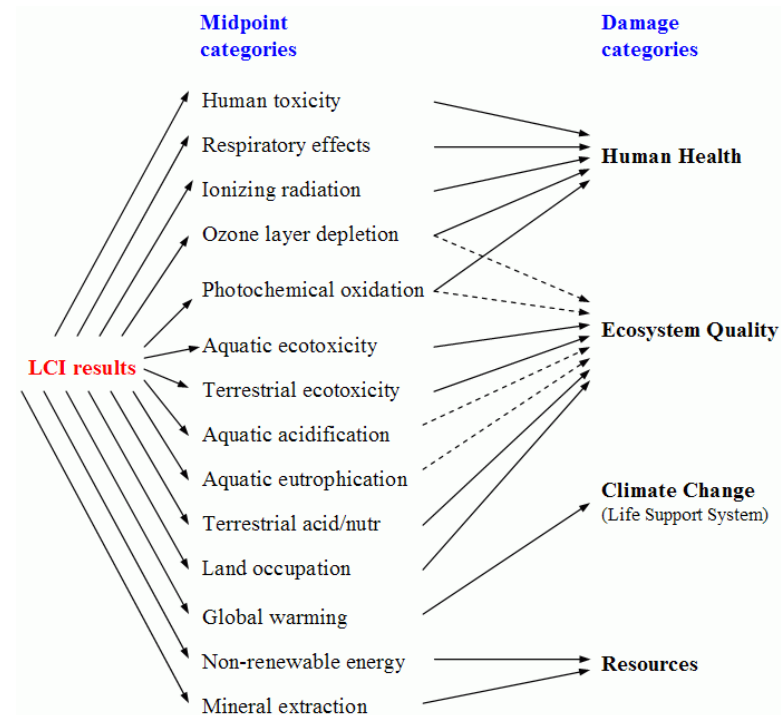 Midpoint
categories
Damage
categories
Human toxicity
Respiratory effects
Human Health
Ionizing radiation
Ozone layer depletion
Photochemical oxidation
Ecosystem Quality
Aquatic ecotoxicity
LCI results
Terrestrial ecotoxicity
Aquatic acidification
Aquatic eutrophication
Climate Change
(Life Support System)
Terrestrial acid/nutr
Land occupation
Global warming
Non-renewable energy
Resources
Mineral extraction